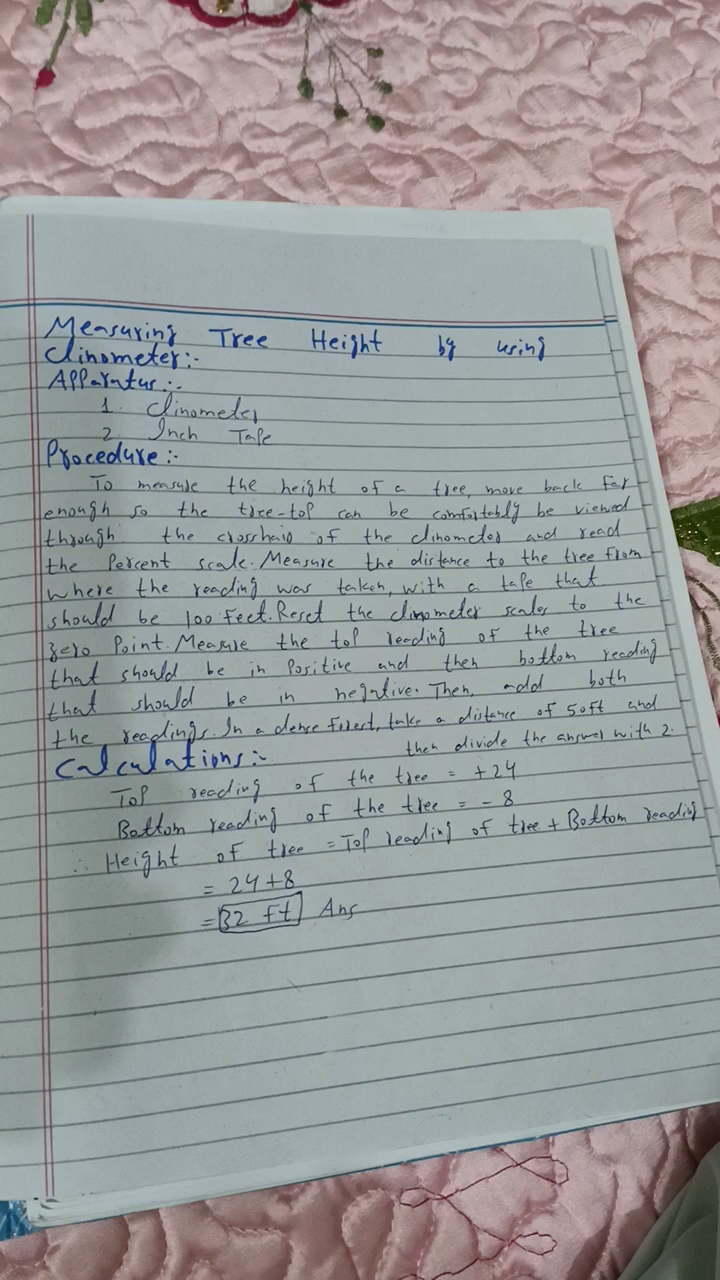 Measuring Tree Height by using
Clinometer:-
Apparatus:-
1. Clinometer
2 Inch Tape
Procedure:-
To measure the height of a tree, move back far
enough so the tree-top can be comfortably be viewed
through the crosshair of the clinometer and read
the Percent scale. Measure the distance to the tree from
where the reading was taken, with a tape that
should be 100 Feet. Reset the clinometer scales to the
zero Point. Measure the top reading of the tree
that should be in Positive and then bottom reading
that should be in negative. Then, add both
the readings. In a dense forest, take a distance of 50ft and
then divide the answer with 2.
Calculations:-
Top reading of the tree = +24
Bottom reading of the tree = -8
∴ Height of tree = Top reading of tree + Bottom reading
= 24+8
= 32 ft Ans